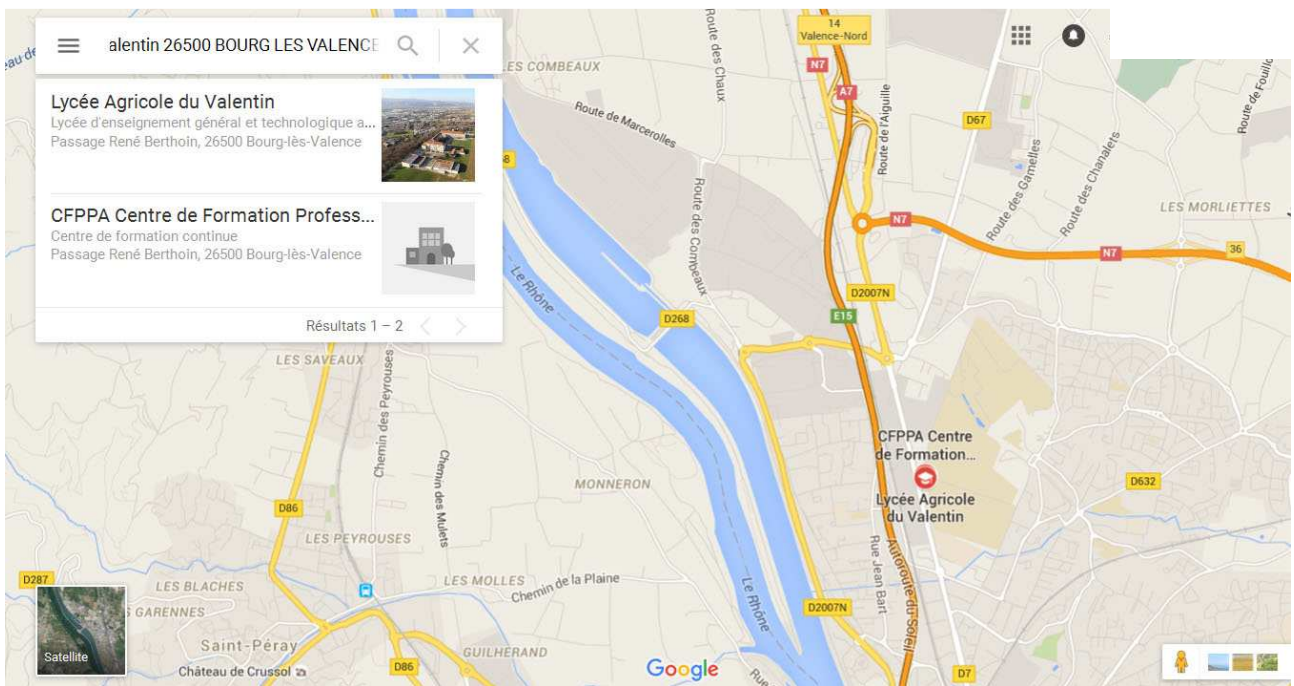 alentin 26500 BOURG LES VALENCE
Lycée Agricole du Valentin
Lycée d'enseignement général et technologique a...
Passage René Berthoin, 26500 Bourg-lès-Valence
CFPPA Centre de Formation Profess...
Centre de formation continue
Passage René Berthoin, 26500 Bourg-lès-Valence
Résultats 1 – 2
14
Valence-Nord
N7
A7
LES COMBEAUX
Route des Chaux
Route de Marcerolles
Route de l'Aiguille
D67
Route des Gamelles
Route des Chanalets
LES MORLIETTES
36
N7
N7
Route des Combeaux
Le Rhône
D2007N
E15
D268
LES SAVEAUX
Chemin des Peyrouses
Chemin des Mulets
MONNERON
CFPPA Centre
de Formation...
Lycée Agricole
du Valentin
D632
D86
LES PEYROUSES
Rue Jean Bart
Autoroute du Soleil
D287
LES BLACHES
GARENNES
LES MOLLES
Chemin de la Plaine
Le Rhône
D2007N
Saint-Péray
Château de Crussol
D86
GUILHERAND
D7
Satellite
Google